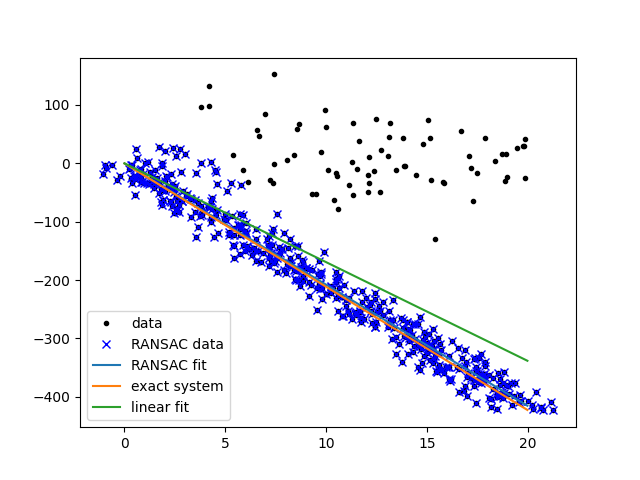 100
0
−100
−200
−300
−400
data
RANSAC data
RANSAC fit
exact system
linear fit
0 5 10 15 20